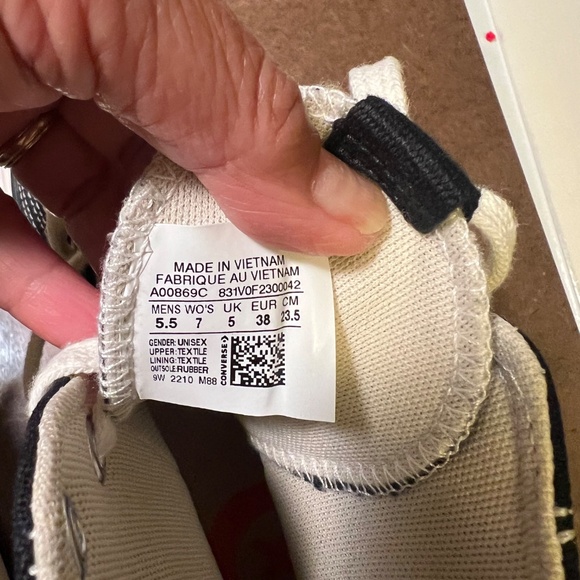 MADE IN VIETNAM
FABRIQUE AU VIETNAM
A00869C 831V0F2300042
MENS WO'S UK EUR CM
5.5 7 5 38 23.5
GENDER: UNISEX
UPPER: TEXTILE
LINING: TEXTILE
OUTSOLE: RUBBER
9W 2210 M88
CONVERSE